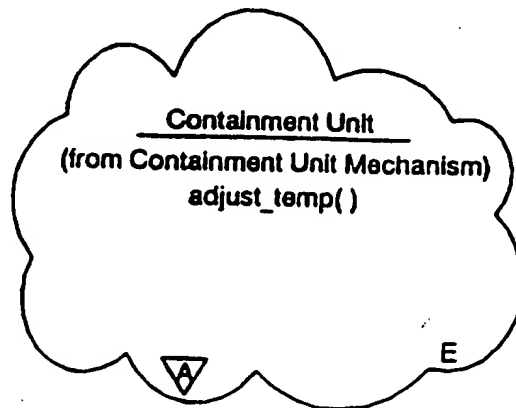 Containment Unit
(from Containment Unit Mechanism)
adjust_temp( )
A
E